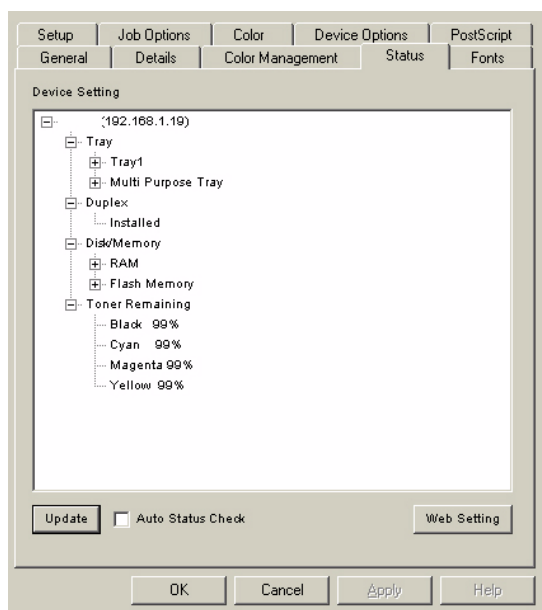 Setup Job Options Color Device Options PostScript
General Details Color Management Status Fonts
Device Setting
(192.168.1.19)
Tray
Tray1
Multi Purpose Tray
Duplex
Installed
Disk/Memory
RAM
Flash Memory
Toner Remaining
Black 99%
Cyan 99%
Magenta 99%
Yellow 99%
Update Auto Status Check Web Setting
OK Cancel Apply Help